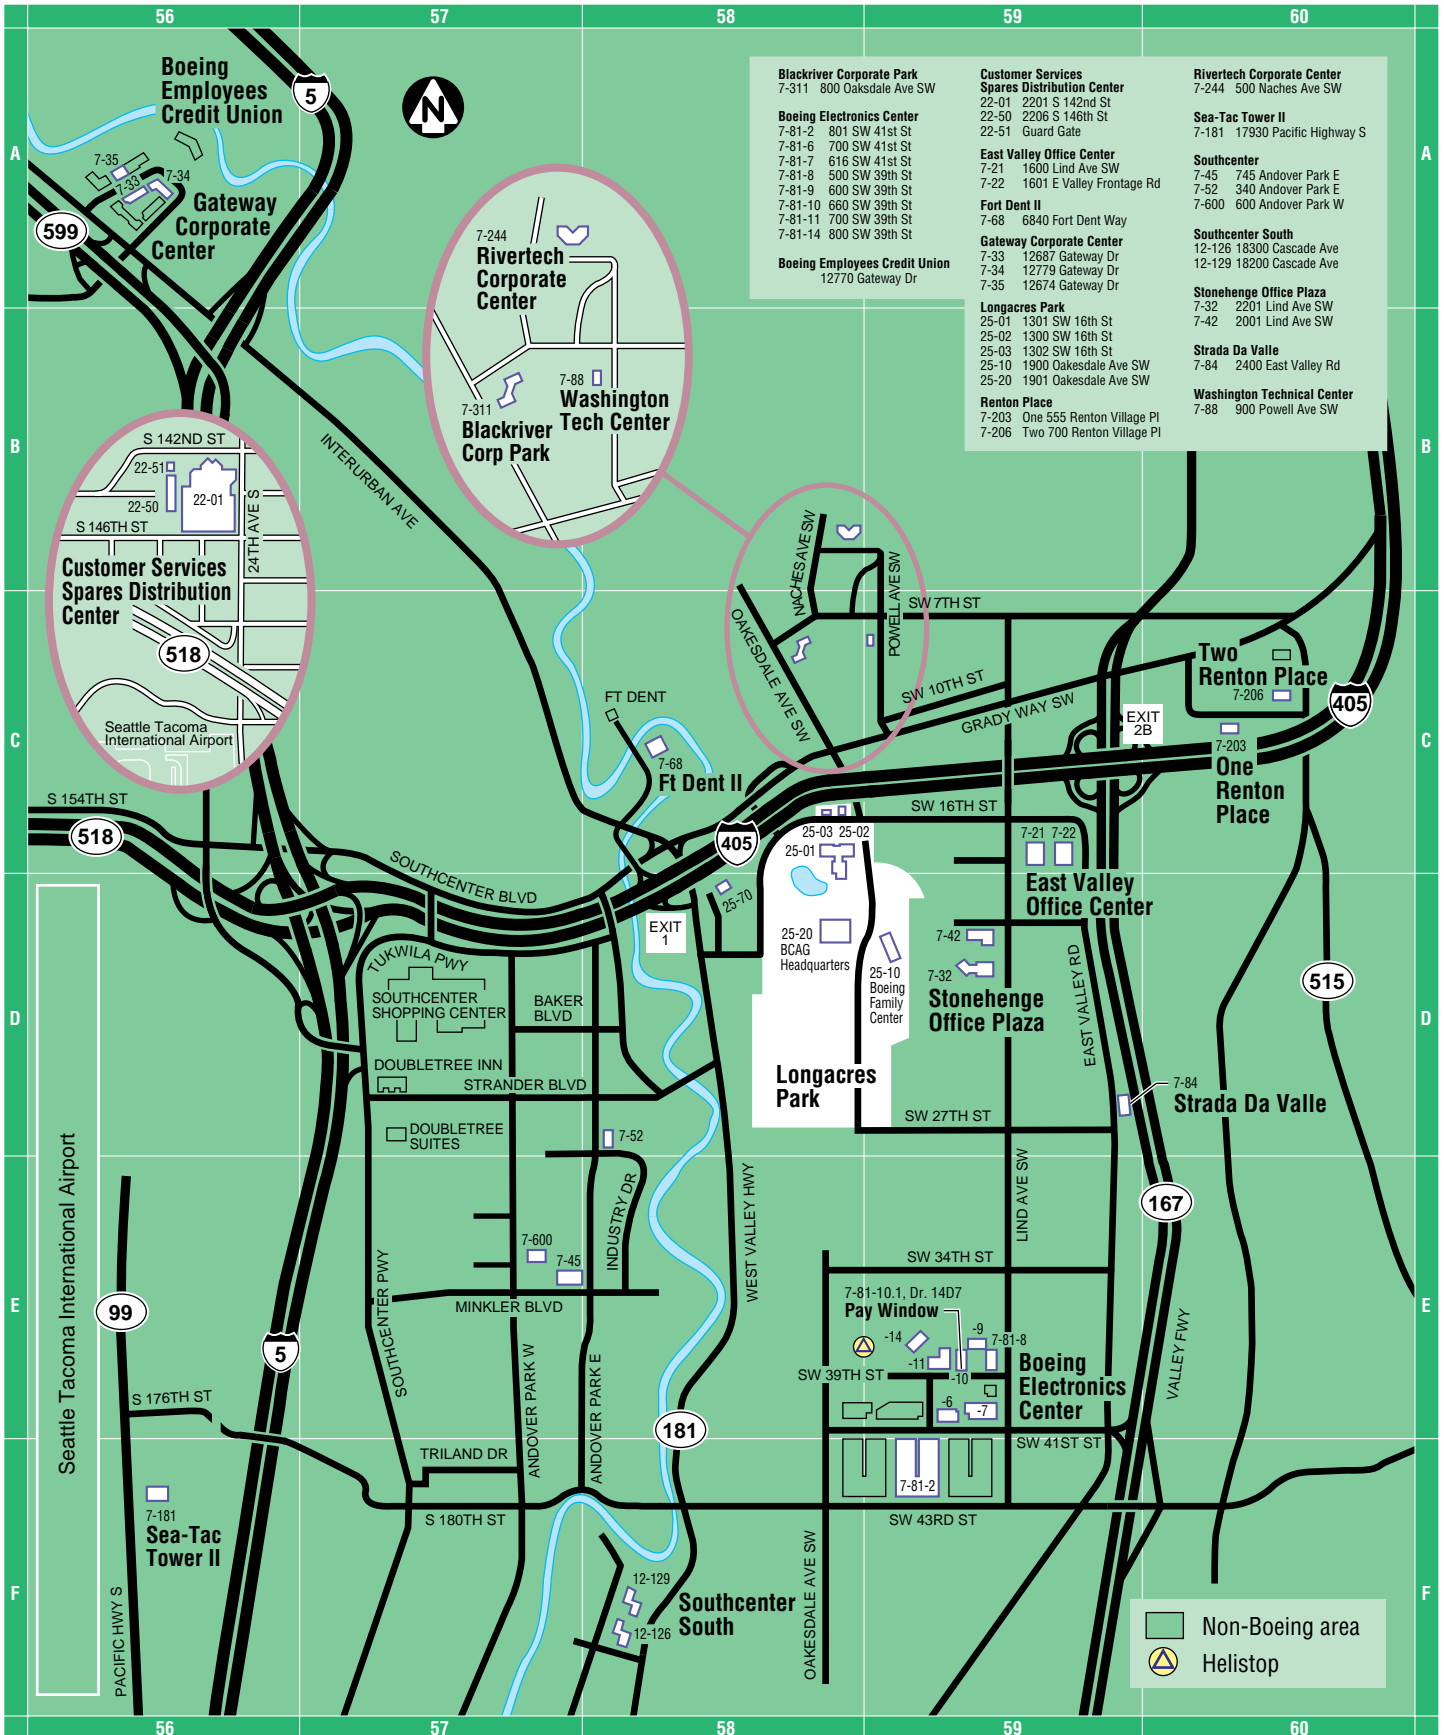 56 57 58 59 60
A
B
C
D
E
F
A
B
C
D
E
F
56 57 58 59 60
N
Blackriver Corporate Park
7-311 800 Oaksdale Ave SW
Boeing Electronics Center
7-81-2 801 SW 41st St
7-81-6 700 SW 41st St
7-81-7 616 SW 41st St
7-81-8 500 SW 39th St
7-81-9 600 SW 39th St
7-81-10 660 SW 39th St
7-81-11 700 SW 39th St
7-81-14 800 SW 39th St
Boeing Employees Credit Union
12770 Gateway Dr
Customer Services
Spares Distribution Center
22-01 2201 S 142nd St
22-50 2206 S 146th St
22-51 Guard Gate
East Valley Office Center
7-21 1600 Lind Ave SW
7-22 1601 E Valley Frontage Rd
Fort Dent II
7-68 6840 Fort Dent Way
Gateway Corporate Center
7-33 12687 Gateway Dr
7-34 12779 Gateway Dr
7-35 12674 Gateway Dr
Longacres Park
25-01 1301 SW 16th St
25-02 1300 SW 16th St
25-03 1302 SW 16th St
25-10 1900 Oakesdale Ave SW
25-20 1901 Oakesdale Ave SW
Renton Place
7-203 One 555 Renton Village Pl
7-206 Two 700 Renton Village Pl
Rivertech Corporate Center
7-244 500 Naches Ave SW
Sea-Tac Tower II
7-181 17930 Pacific Highway S
Southcenter
7-45 745 Andover Park E
7-52 340 Andover Park E
7-600 600 Andover Park W
Southcenter South
12-126 18300 Cascade Ave
12-129 18200 Cascade Ave
Stonehenge Office Plaza
7-32 2201 Lind Ave SW
7-42 2001 Lind Ave SW
Strada Da Valle
7-84 2400 East Valley Rd
Washington Technical Center
7-88 900 Powell Ave SW
Boeing
Employees
Credit Union
5
7-35
7-33
7-34
Gateway
Corporate
Center
599
7-244
Rivertech
Corporate
Center
7-88
Washington
Tech Center
7-311
Blackriver
Corp Park
INTERURBAN AVE
S 142ND ST
22-51
22-50
22-01
S 146TH ST
24TH AVE S
Customer Services
Spares Distribution
Center
518
Seattle Tacoma
International Airport
NACHES AVE SW
POWELL AVE SW
OAKESDALE AVE SW
SW 7TH ST
SW 10TH ST
GRADY WAY SW
Two
Renton Place
7-206
405
EXIT
2B
7-203
One
Renton
Place
FT DENT
7-68
Ft Dent II
S 154TH ST
518
SOUTHCENTER BLVD
405
SW 16TH ST
25-03 25-02
25-01
7-21 7-22
East Valley
Office Center
25-70
EXIT
1
25-20
BCAG
Headquarters
25-10
Boeing
Family
Center
7-42
7-32
Stonehenge
Office Plaza
EAST VALLEY RD
515
TUKWILA PWY
SOUTHCENTER
SHOPPING CENTER
BAKER
BLVD
DOUBLETREE INN
STRANDER BLVD
DOUBLETREE
SUITES
7-52
Longacres
Park
SW 27TH ST
7-84
Strada Da Valle
Seattle Tacoma International Airport
99
5
7-600
7-45
INDUSTRY DR
MINKLER BLVD
SOUTHCENTER PWY
ANDOVER PARK W
ANDOVER PARK E
WEST VALLEY HWY
LIND AVE SW
167
SW 34TH ST
7-81-10.1, Dr. 14D7
Pay Window
-14
-9
7-81-8
-11
-10
SW 39TH ST
-6
-7
Boeing
Electronics
Center
VALLEY FWY
SW 41ST ST
7-81-2
S 176TH ST
181
TRILAND DR
S 180TH ST
SW 43RD ST
7-181
Sea-Tac
Tower II
PACIFIC HWY S
12-129
12-126
Southcenter
South
OAKESDALE AVE SW
Non-Boeing area
Helistop